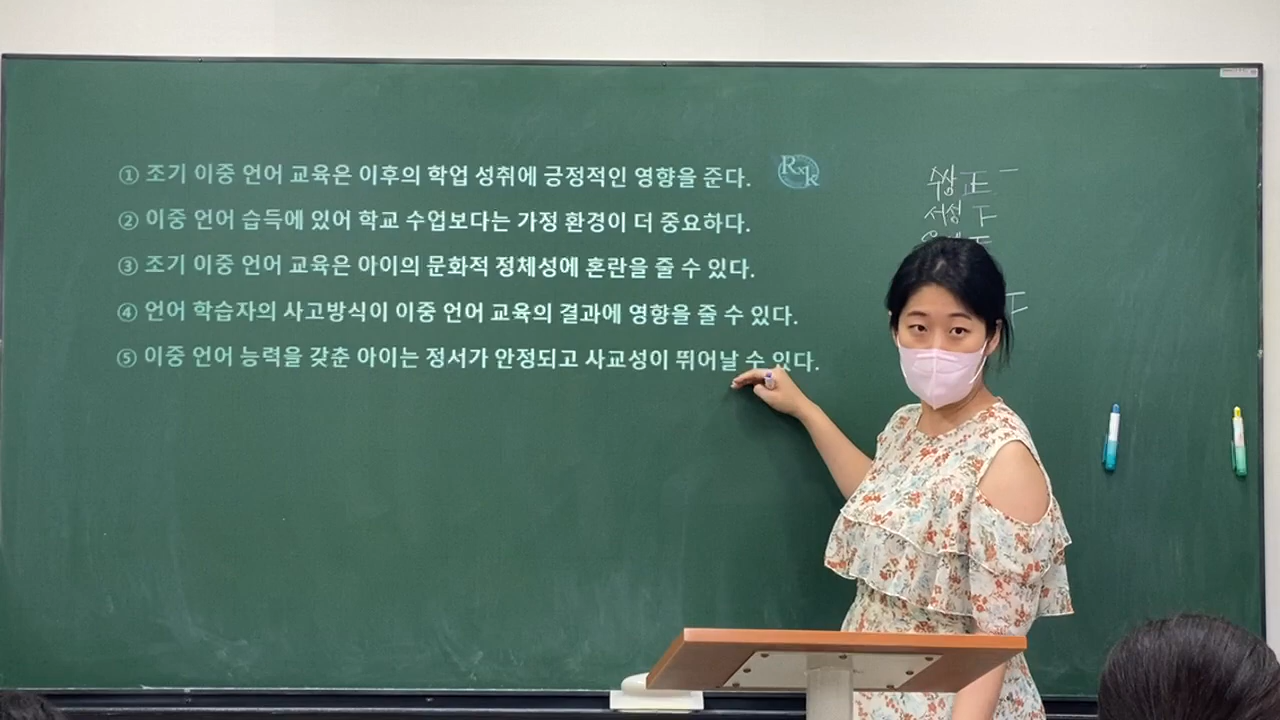 ① 조기 이중 언어 교육은 이후의 학업 성취에 긍정적인 영향을 준다.
② 이중 언어 습득에 있어 학교 수업보다는 가정 환경이 더 중요하다.
③ 조기 이중 언어 교육은 아이의 문화적 정체성에 혼란을 줄 수 있다.
④ 언어 학습자의 사고방식이 이중 언어 교육의 결과에 영향을 줄 수 있다.
⑤ 이중 언어 능력을 갖춘 아이는 정서가 안정되고 사교성이 뛰어날 수 있다.
RxK
수삼
서성 F